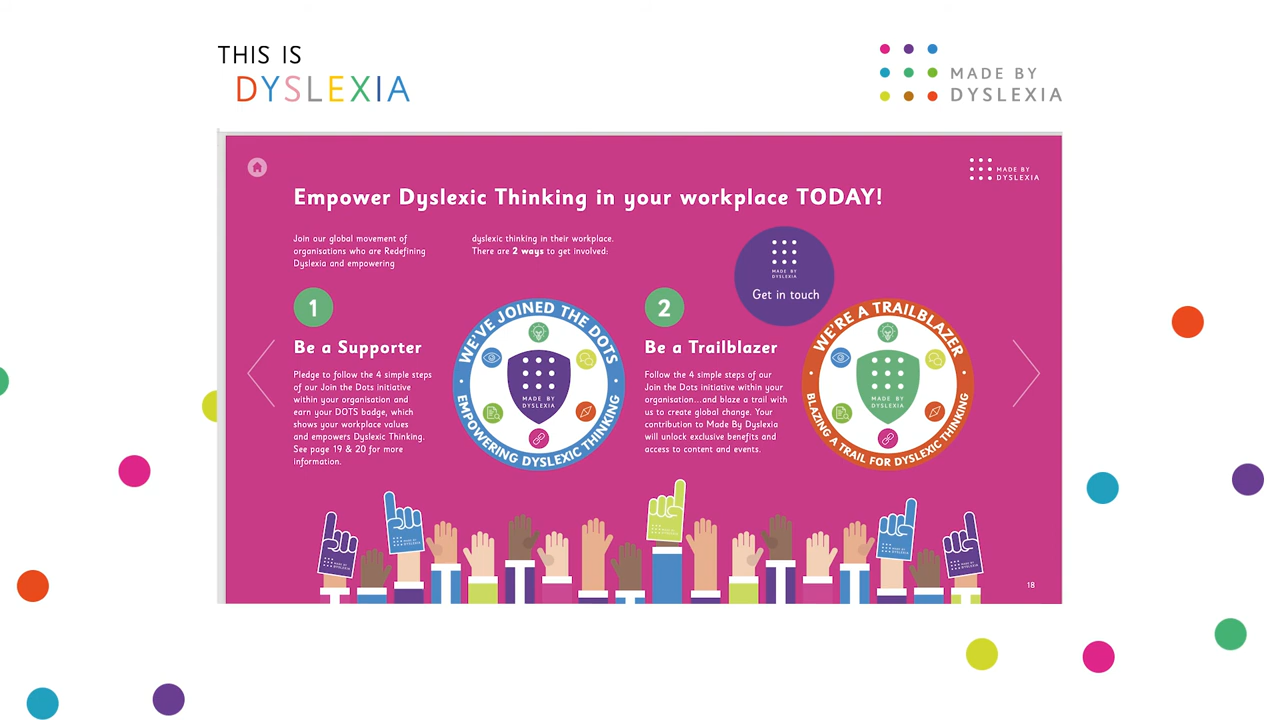 THIS IS
DYSLEXIA
MADE BY
DYSLEXIA
MADE BY
DYSLEXIA
Empower Dyslexic Thinking in your workplace TODAY!
Join our global movement of
organisations who are Redefining
Dyslexia and empowering
dyslexic thinking in their workplace.
There are 2 ways to get involved:
MADE BY
DYSLEXIA
Get in touch
1
Be a Supporter
Pledge to follow the 4 simple steps
of our Join the Dots initiative
within your organisation and
earn your DOTS badge, which
shows your workplace values
and empowers Dyslexic Thinking.
See page 19 & 20 for more
information.
WE'VE JOINED THE DOTS
MADE BY
DYSLEXIA
EMPOWERING DYSLEXIC THINKING
2
Be a Trailblazer
Follow the 4 simple steps of our
Join the Dots initiative within your
organisation...and blaze a trail with
us to create global change. Your
contribution to Made By Dyslexia
will unlock exclusive benefits and
access to content and events.
WE'RE A TRAILBLAZER
MADE BY
DYSLEXIA
BLAZING A TRAIL FOR DYSLEXIC THINKING
18